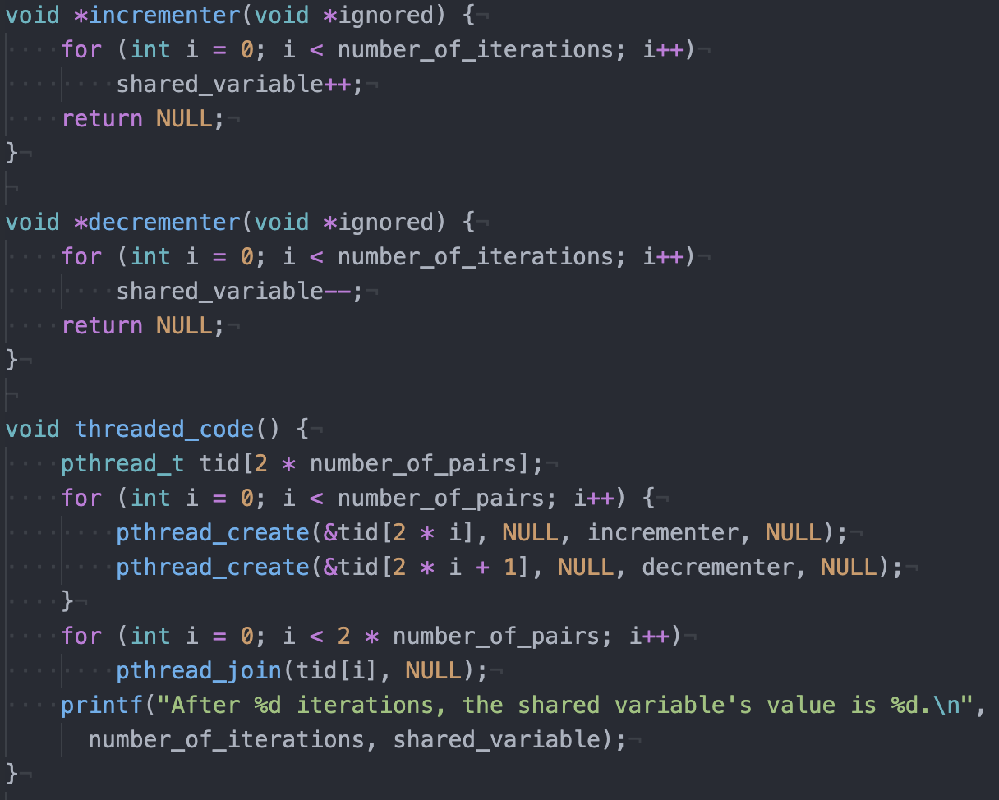 void *incrementer(void *ignored) {
    for (int i = 0; i < number_of_iterations; i++)
        shared_variable++;
    return NULL;
}

void *decrementer(void *ignored) {
    for (int i = 0; i < number_of_iterations; i++)
        shared_variable--;
    return NULL;
}

void threaded_code() {
    pthread_t tid[2 * number_of_pairs];
    for (int i = 0; i < number_of_pairs; i++) {
        pthread_create(&tid[2 * i], NULL, incrementer, NULL);
        pthread_create(&tid[2 * i + 1], NULL, decrementer, NULL);
    }
    for (int i = 0; i < 2 * number_of_pairs; i++)
        pthread_join(tid[i], NULL);
    printf("After %d iterations, the shared variable's value is %d.\n",
      number_of_iterations, shared_variable);
}